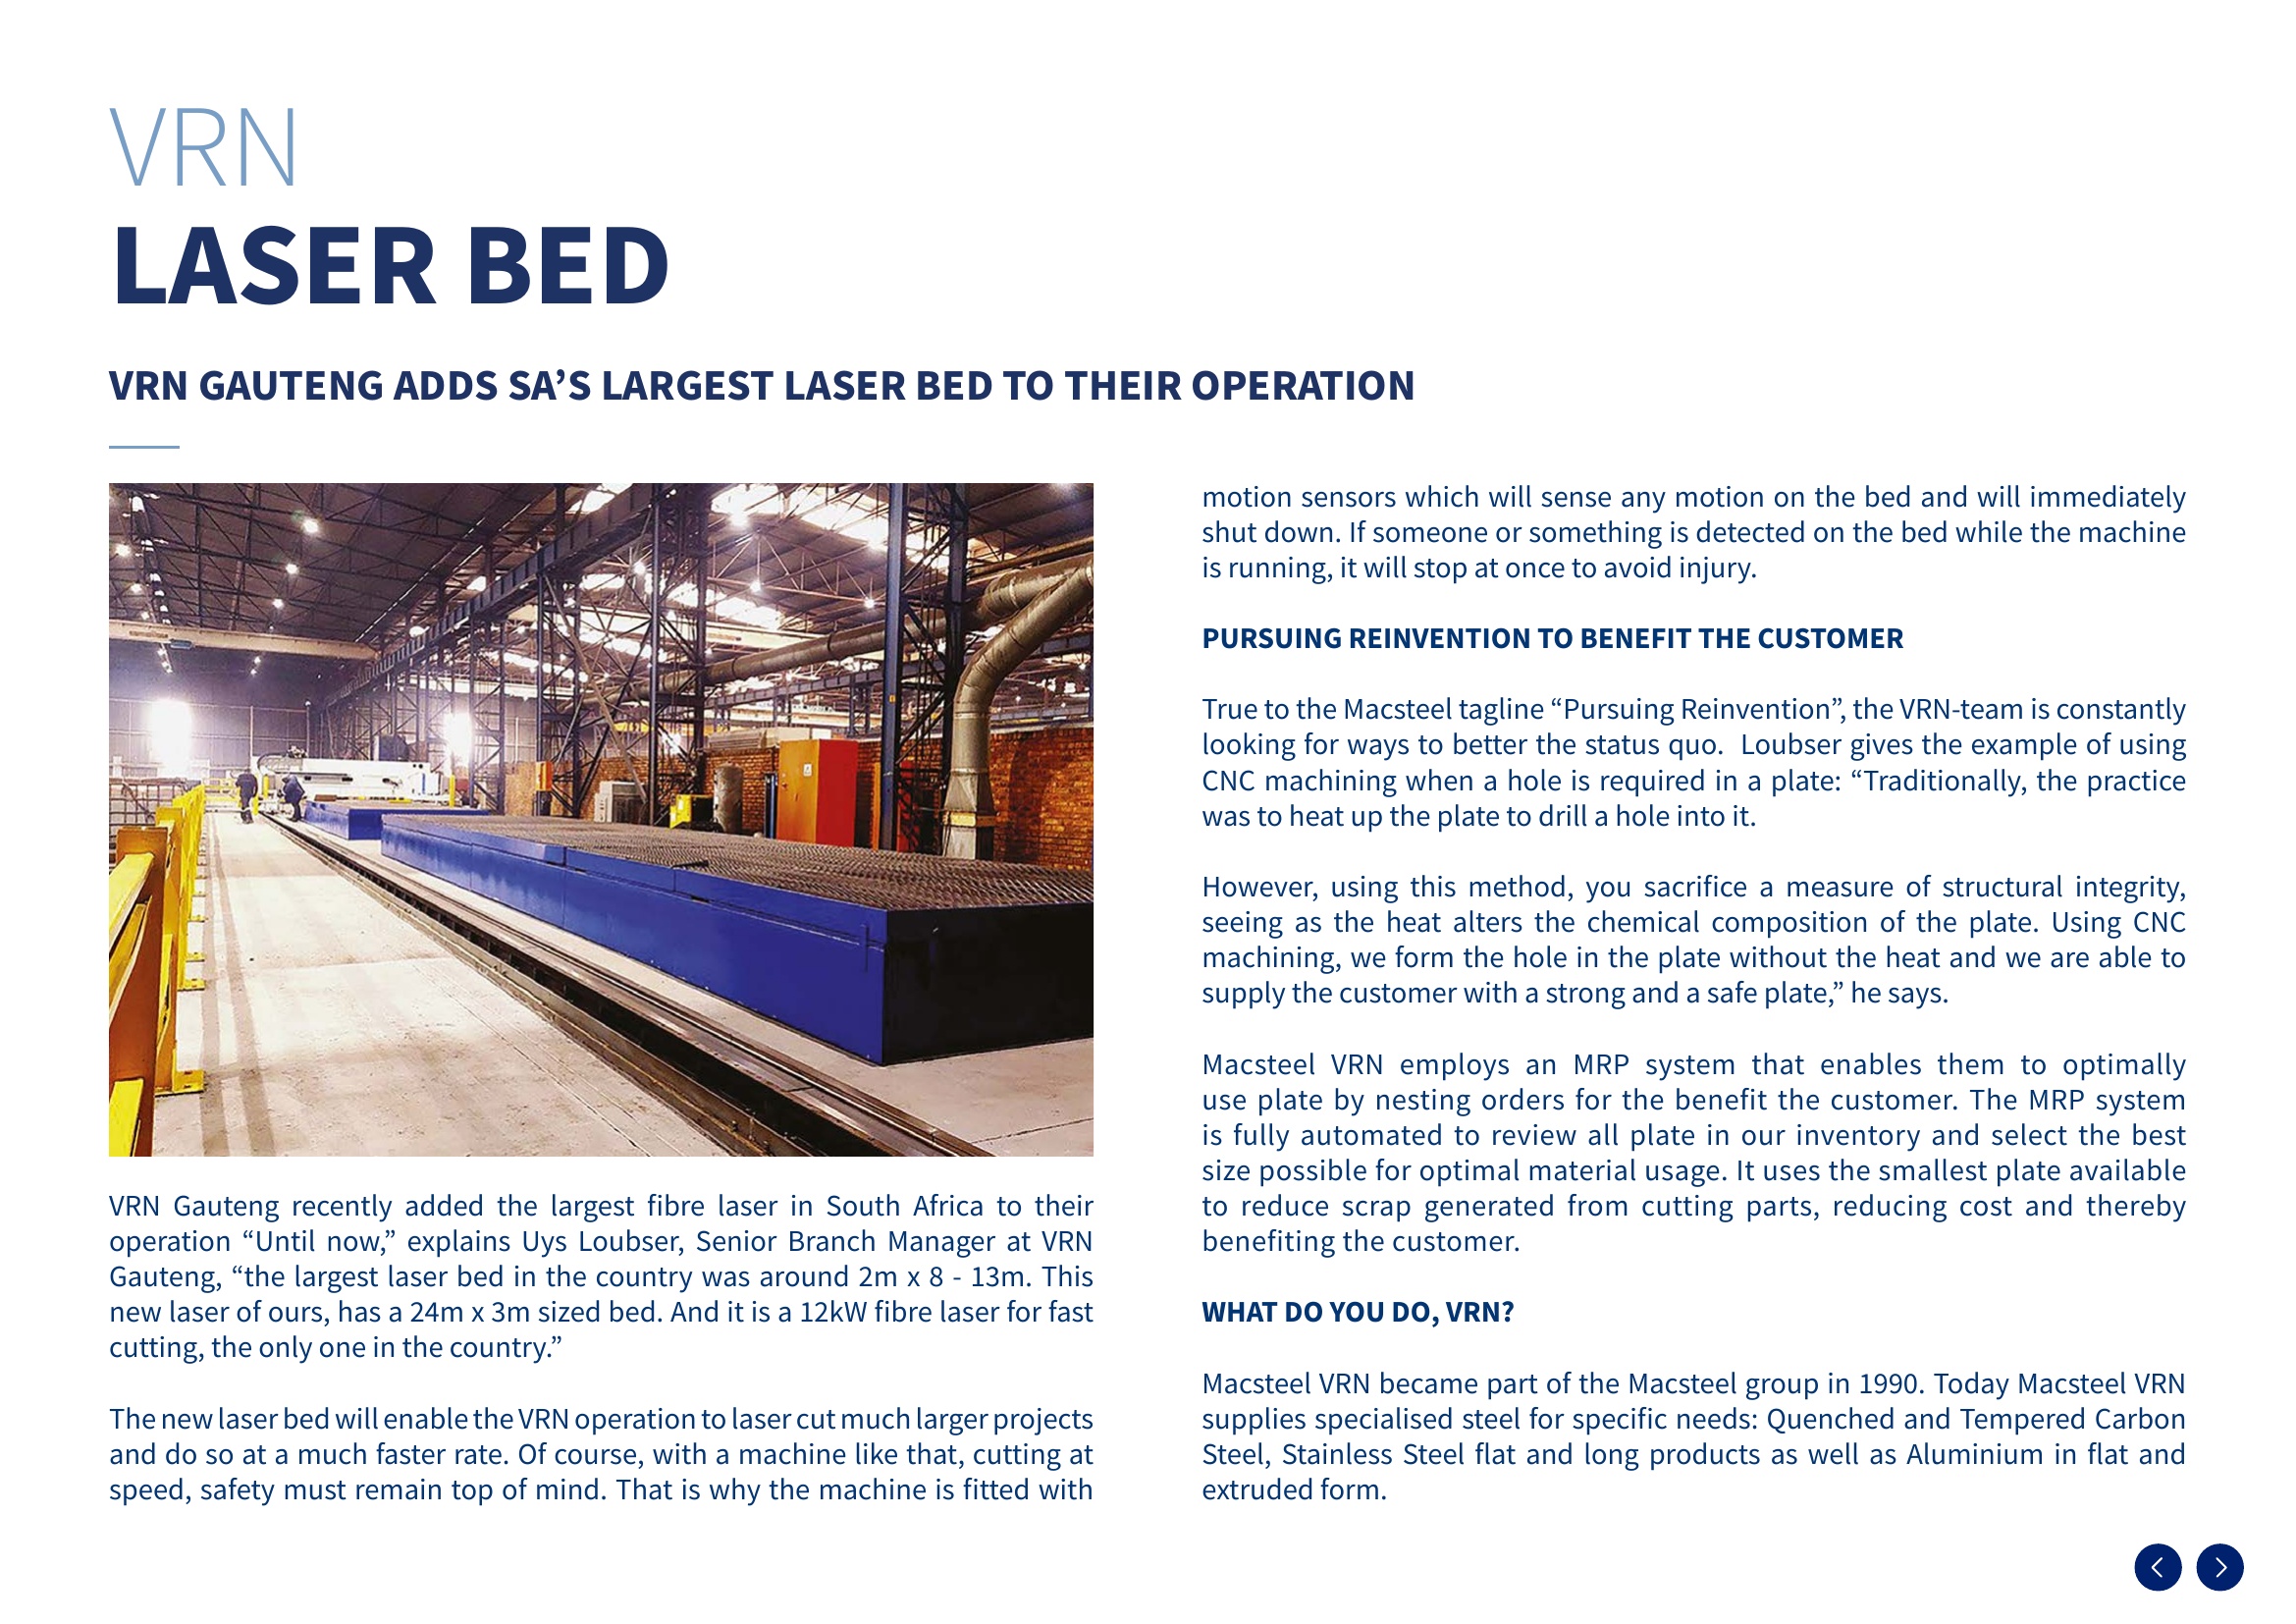 VRN
LASER BED
VRN GAUTENG ADDS SA’S LARGEST LASER BED TO THEIR OPERATION
VRN Gauteng recently added the largest fibre laser in South Africa to their
operation “Until now,” explains Uys Loubser, Senior Branch Manager at VRN
Gauteng, “the largest laser bed in the country was around 2m x 8 - 13m. This
new laser of ours, has a 24m x 3m sized bed. And it is a 12kW fibre laser for fast
cutting, the only one in the country.”
The new laser bed will enable the VRN operation to laser cut much larger projects
and do so at a much faster rate. Of course, with a machine like that, cutting at
speed, safety must remain top of mind. That is why the machine is fitted with
motion sensors which will sense any motion on the bed and will immediately
shut down. If someone or something is detected on the bed while the machine
is running, it will stop at once to avoid injury.
PURSUING REINVENTION TO BENEFIT THE CUSTOMER
True to the Macsteel tagline “Pursuing Reinvention”, the VRN-team is constantly
looking for ways to better the status quo.  Loubser gives the example of using
CNC machining when a hole is required in a plate: “Traditionally, the practice
was to heat up the plate to drill a hole into it.
However, using this method, you sacrifice a measure of structural integrity,
seeing as the heat alters the chemical composition of the plate. Using CNC
machining, we form the hole in the plate without the heat and we are able to
supply the customer with a strong and a safe plate,” he says.
Macsteel VRN employs an MRP system that enables them to optimally
use plate by nesting orders for the benefit the customer. The MRP system
is fully automated to review all plate in our inventory and select the best
size possible for optimal material usage. It uses the smallest plate available
to reduce scrap generated from cutting parts, reducing cost and thereby
benefiting the customer.
WHAT DO YOU DO, VRN?
Macsteel VRN became part of the Macsteel group in 1990. Today Macsteel VRN
supplies specialised steel for specific needs: Quenched and Tempered Carbon
Steel, Stainless Steel flat and long products as well as Aluminium in flat and
extruded form.